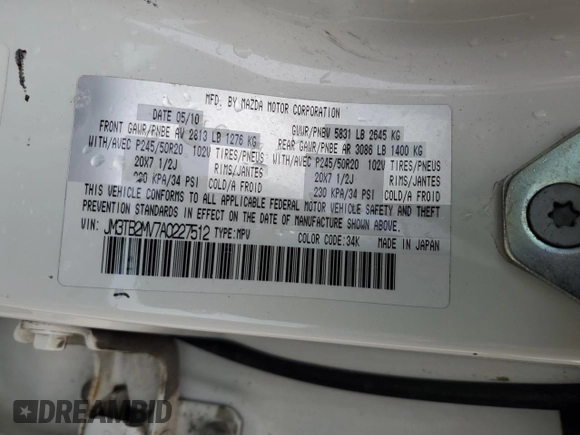 MFD. BY MAZDA MOTOR CORPORATION
DATE 05/10
FRONT GAWR/PNBE AV 2813 LB 1276 KG
WITH/AVEC P245/50R20 102V TIRES/PNEUS
20X7 1/2J RIMS/JANTES
230 KPA/34 PSI COLD/A FROID
GVWR/PNBV 5831 LB 2645 KG
REAR GAWR/PNBE AR 3086 LB 1400 KG
WITH/AVEC P245/50R20 102V TIRES/PNEUS
20X7 1/2J RIMS/JANTES
230 KPA/34 PSI COLD/A FROID
THIS VEHICLE CONFORMS TO ALL APPLICABLE FEDERAL MOTOR VEHICLE SAFETY AND THEFT
PREVENTION STANDARDS IN EFFECT ON THE DATE OF MANUFACTURE SHOWN ABOVE.
VIN: JM3TB2MV7A0227512 TYPE:MPV COLOR CODE:34K MADE IN JAPAN
DREAMBID